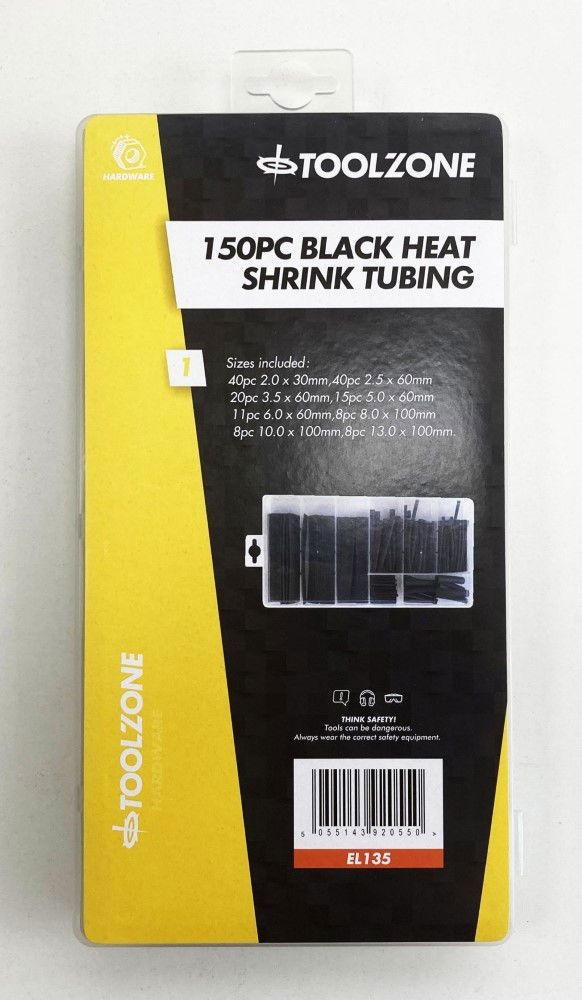 HARDWARE
TOOLZONE
150PC BLACK HEAT
SHRINK TUBING
1
Sizes included:
40pc 2.0 x 30mm,40pc 2.5 x 60mm
20pc 3.5 x 60mm,15pc 5.0 x 60mm
11pc 6.0 x 60mm,8pc 8.0 x 100mm
8pc 10.0 x 100mm,8pc 13.0 x 100mm.
TOOLZONE
HARDWARE
THINK SAFETY!
Tools can be dangerous.
Always wear the correct safety equipment.
5 055143 920550 >
EL135